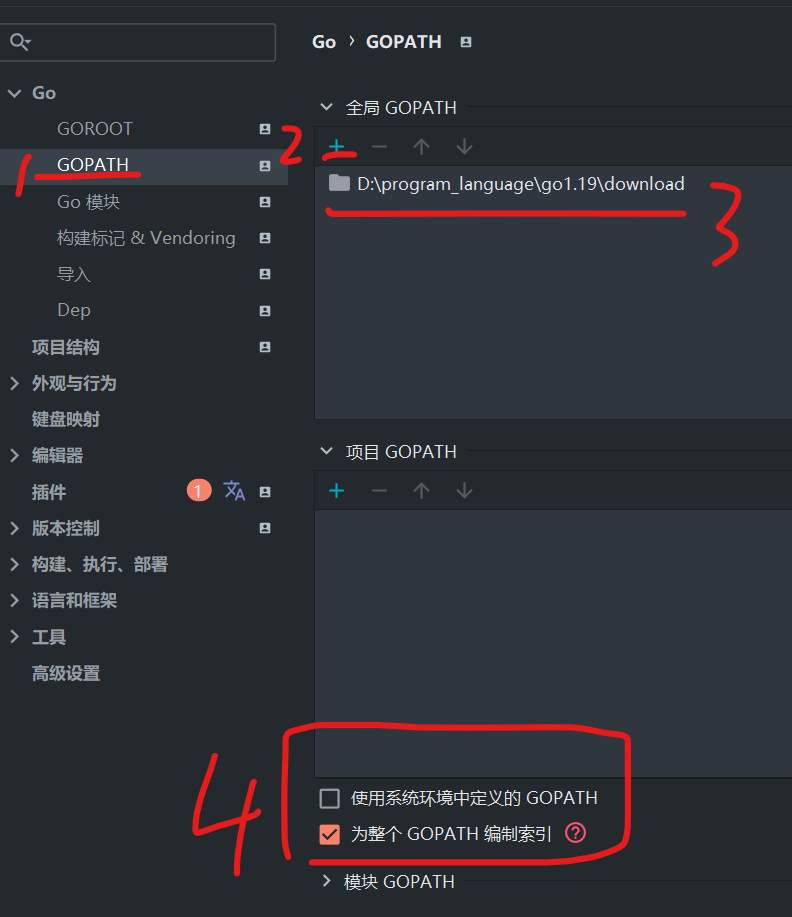 Go › GOPATH
Go
GOROOT
GOPATH
Go 模块
构建标记 & Vendoring
导入
Dep
项目结构
外观与行为
键盘映射
编辑器
插件 1
版本控制
构建、执行、部署
语言和框架
工具
高级设置
1
2
全局 GOPATH
D:\program_language\go1.19\download
3
项目 GOPATH
4
使用系统环境中定义的 GOPATH
为整个 GOPATH 编制索引 ?
模块 GOPATH